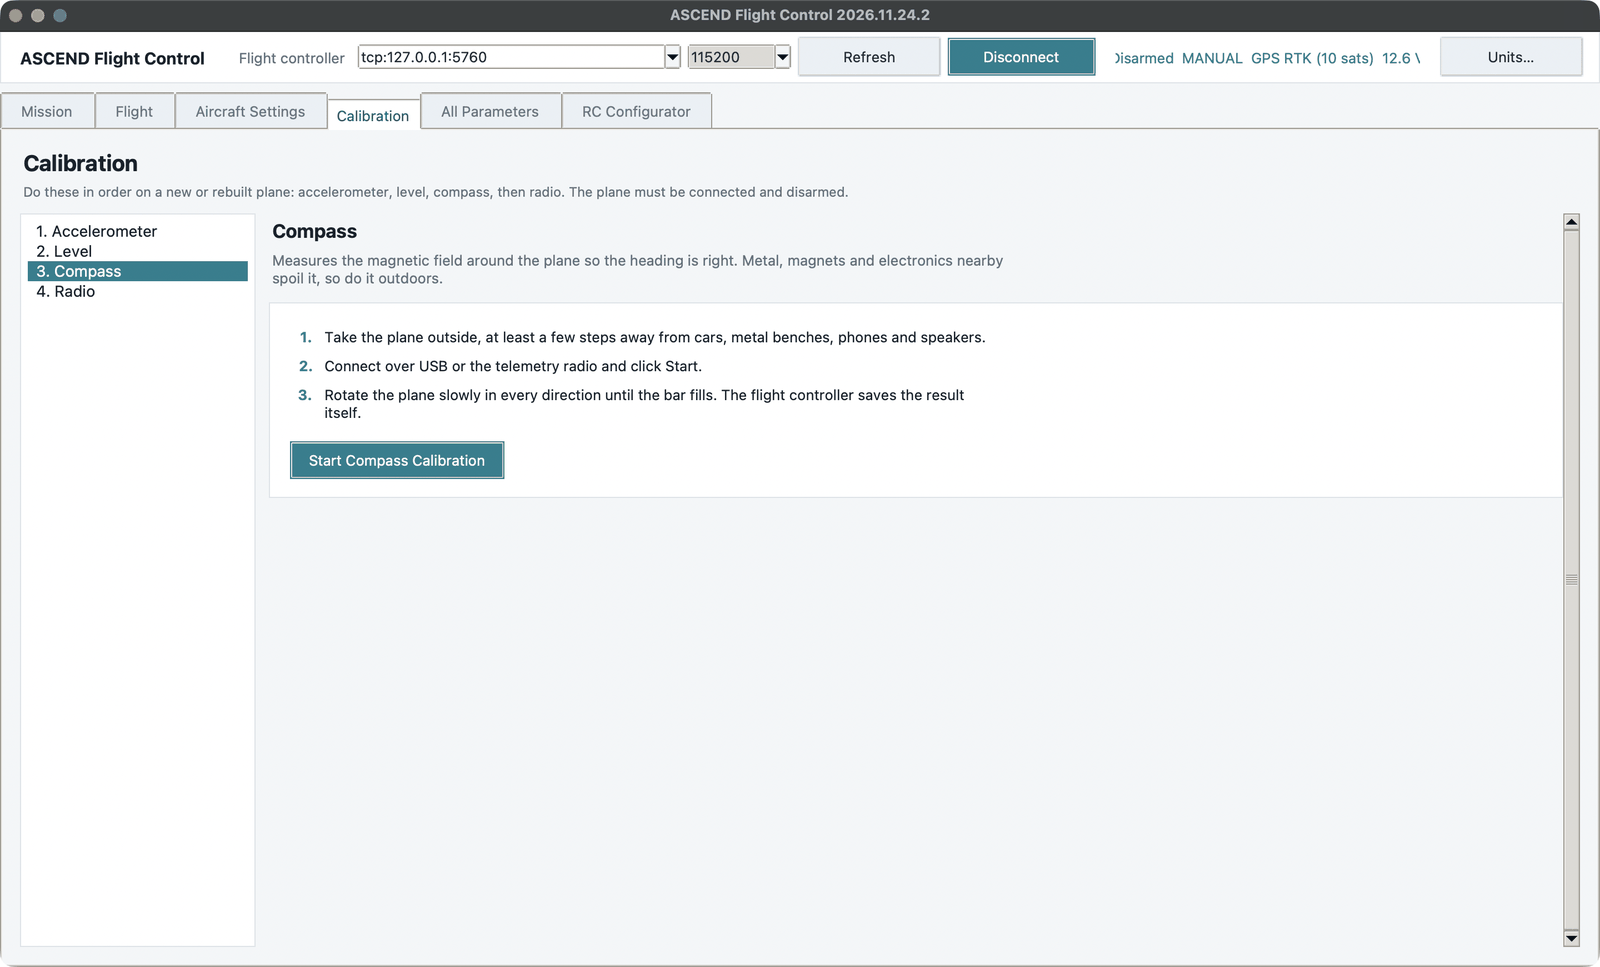 ASCEND Flight Control 2026.11.24.2
ASCEND Flight Control
Flight controller
tcp:127.0.0.1:5760
115200
Refresh
Disconnect
MANUAL GPS RTK (10 sats) 12.6
Units...
Mission
Flight
Aircraft Settings
Calibration
All Parameters
RC Configurator
Calibration
Do these in order on a new or rebuilt plane: accelerometer, level, compass, then radio. The plane must be connected and disarmed.
1. Accelerometer
2. Level
3. Compass
4. Radio
Compass
Measures the magnetic field around the plane so the heading is right. Metal, magnets and electronics nearby
spoil it, so do it outdoors.
1. Take the plane outside, at least a few steps away from cars, metal benches, phones and speakers.
2. Connect over USB or the telemetry radio and click Start.
3. Rotate the plane slowly in every direction until the bar fills. The flight controller saves the result
itself.
Start Compass Calibration